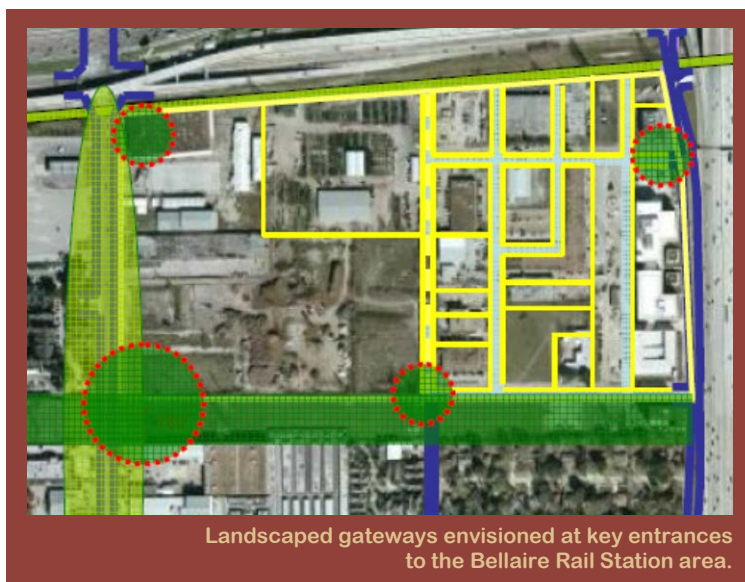 Landscaped gateways envisioned at key entrances
to the Bellaire Rail Station area.